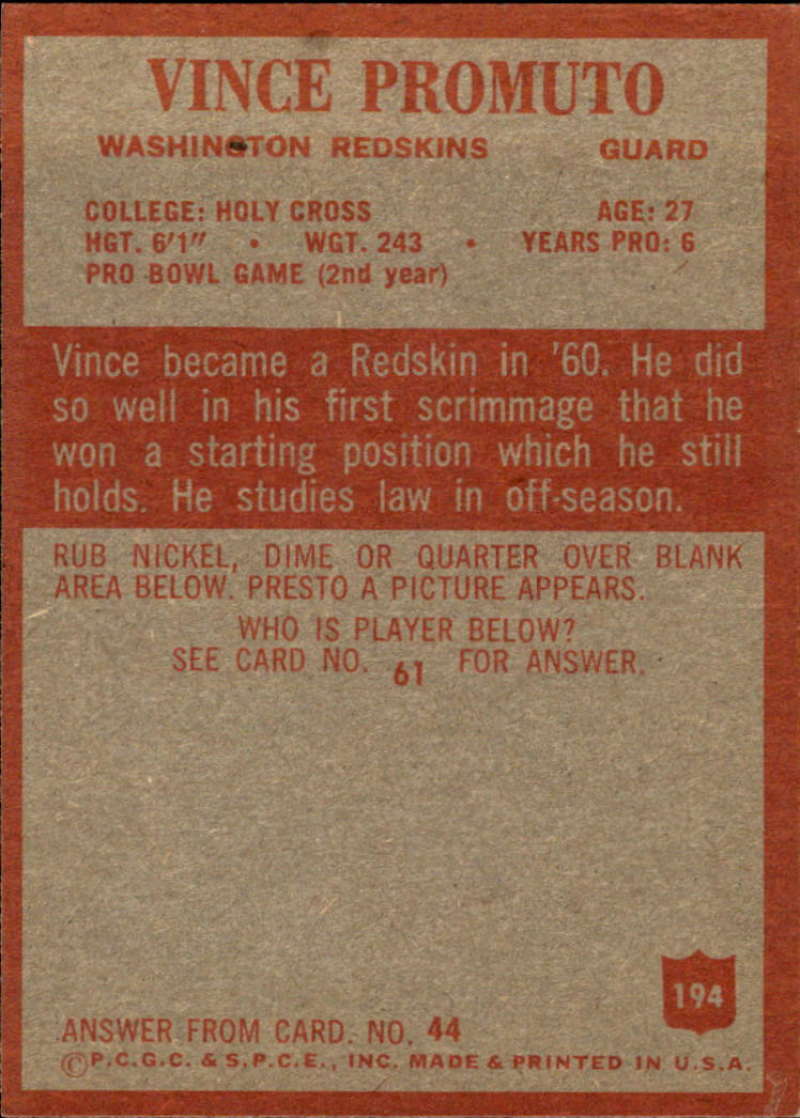 VINCE PROMUTO
WASHINGTON REDSKINS GUARD
COLLEGE: HOLY CROSS AGE: 27
HGT. 6'1" • WGT. 243 • YEARS PRO: 6
PRO BOWL GAME (2nd year)
Vince became a Redskin in '60. He did
so well in his first scrimmage that he
won a starting position which he still
holds. He studies law in off-season.
RUB NICKEL, DIME OR QUARTER OVER BLANK
AREA BELOW. PRESTO A PICTURE APPEARS.
WHO IS PLAYER BELOW?
SEE CARD NO. 61 FOR ANSWER.
194
ANSWER FROM CARD. NO. 44
©P.C.G.C. & S.P.C.E., INC. MADE & PRINTED IN U.S.A.